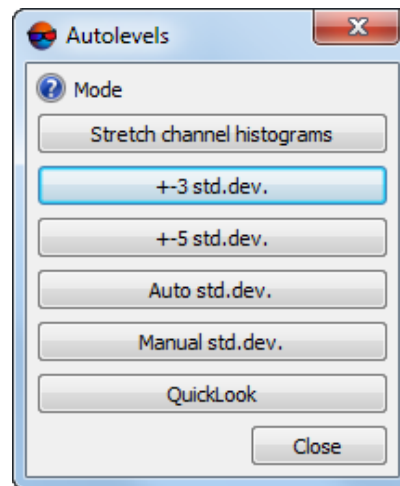 Autolevels
Mode
Stretch channel histograms
+-3 std.dev.
+-5 std.dev.
Auto std.dev.
Manual std.dev.
QuickLook
Close